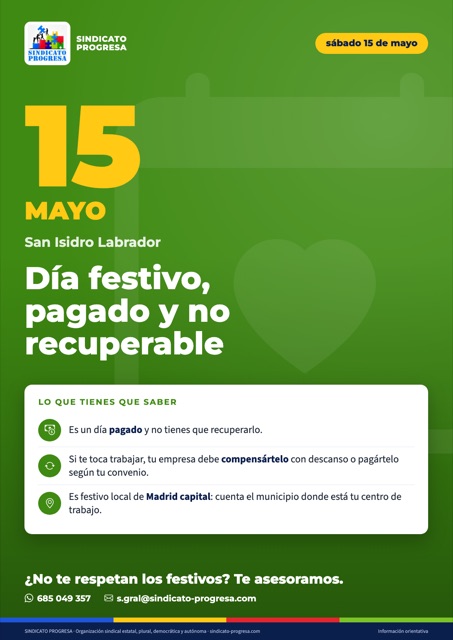 SINDICATO
PROGRESA
SINDICATO
PROGRESA
sábado 15 de mayo
15
MAYO
San Isidro Labrador
Día festivo,
pagado y no
recuperable
LO QUE TIENES QUE SABER
Es un día pagado y no tienes que recuperarlo.
Si te toca trabajar, tu empresa debe compensártelo con descanso o pagártelo
según tu convenio.
Es festivo local de Madrid capital: cuenta el municipio donde está tu centro de
trabajo.
¿No te respetan los festivos? Te asesoramos.
685 049 357 s.gral@sindicato-progresa.com
SINDICATO PROGRESA · Organización sindical estatal, plural, democrática y autónoma · sindicato-progresa.com Información orientativa